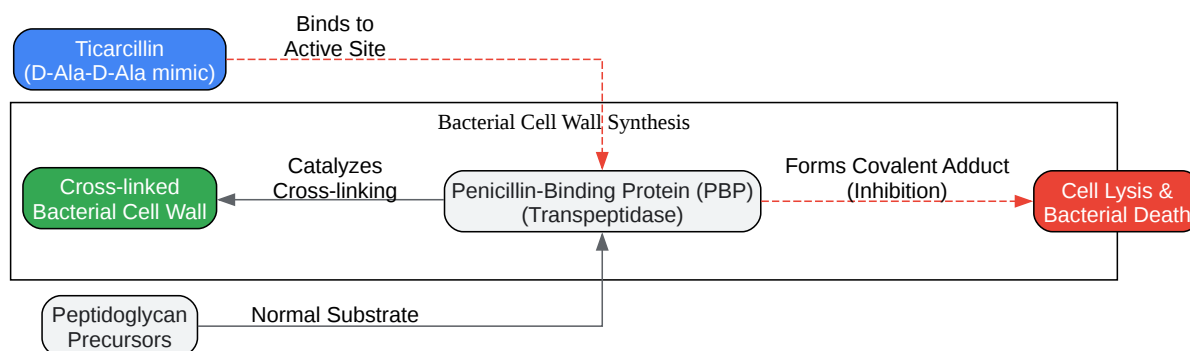 Binds to
Active Site
Ticarcillin
(D-Ala-D-Ala mimic)
Bacterial Cell Wall Synthesis
Catalyzes
Cross-linking
Forms Covalent Adduct
(Inhibition)
Cross-linked
Bacterial Cell Wall
Penicillin-Binding Protein (PBP)
(Transpeptidase)
Cell Lysis &
Bacterial Death
Peptidoglycan
Precursors
Normal Substrate